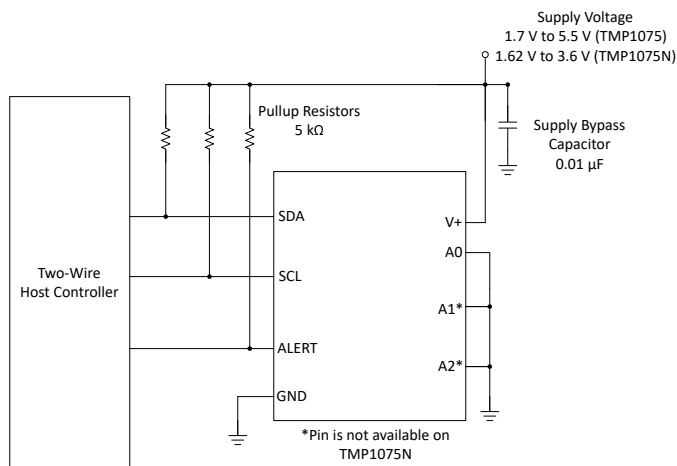 Supply Voltage
1.7 V to 5.5 V (TMP1075)
1.62 V to 3.6 V (TMP1075N)
Pullup Resistors
5 kΩ
Supply Bypass
Capacitor
0.01 µF
Two-Wire
Host Controller
SDA
SCL
ALERT
GND
V+
A0
A1*
A2*
*Pin is not available on
TMP1075N